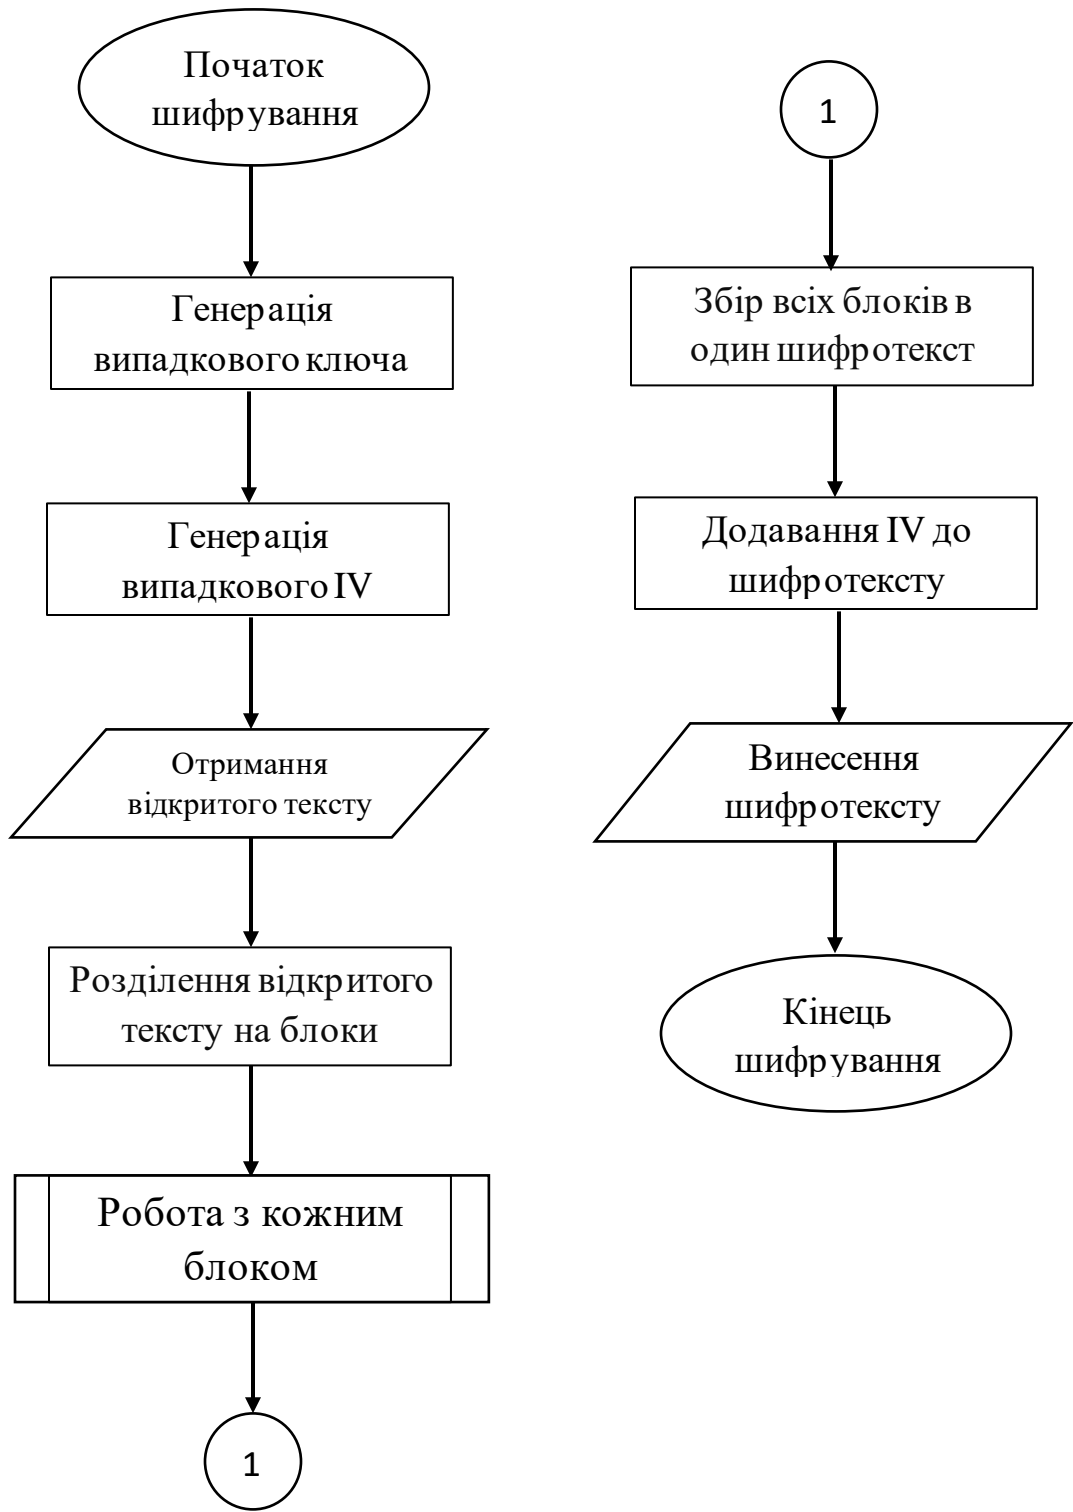 Початок
шифрування
Генерація
випадкового ключа
Генерація
випадкового IV
Отримання
відкритого тексту
Розділення відкритого
тексту на блоки
Робота з кожним
блоком
1
1
Збір всіх блоків в
один шифротекст
Додавання IV до
шифротексту
Винесення
шифротексту
Кінець
шифрування